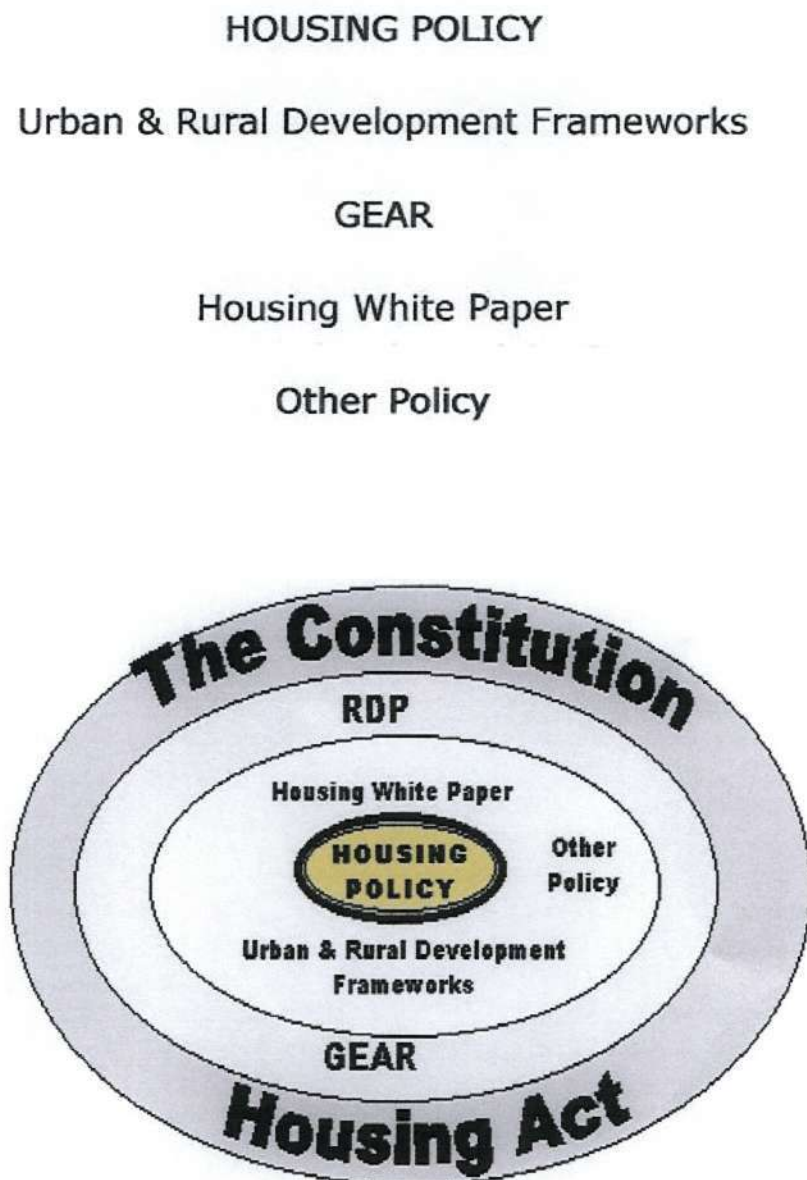 HOUSING POLICY
Urban & Rural Development Frameworks
GEAR
Housing White Paper
Other Policy
The Constitution
RDP
Housing White Paper
HOUSING
POLICY
Other
Policy
Urban & Rural Development
Frameworks
GEAR
Housing Act